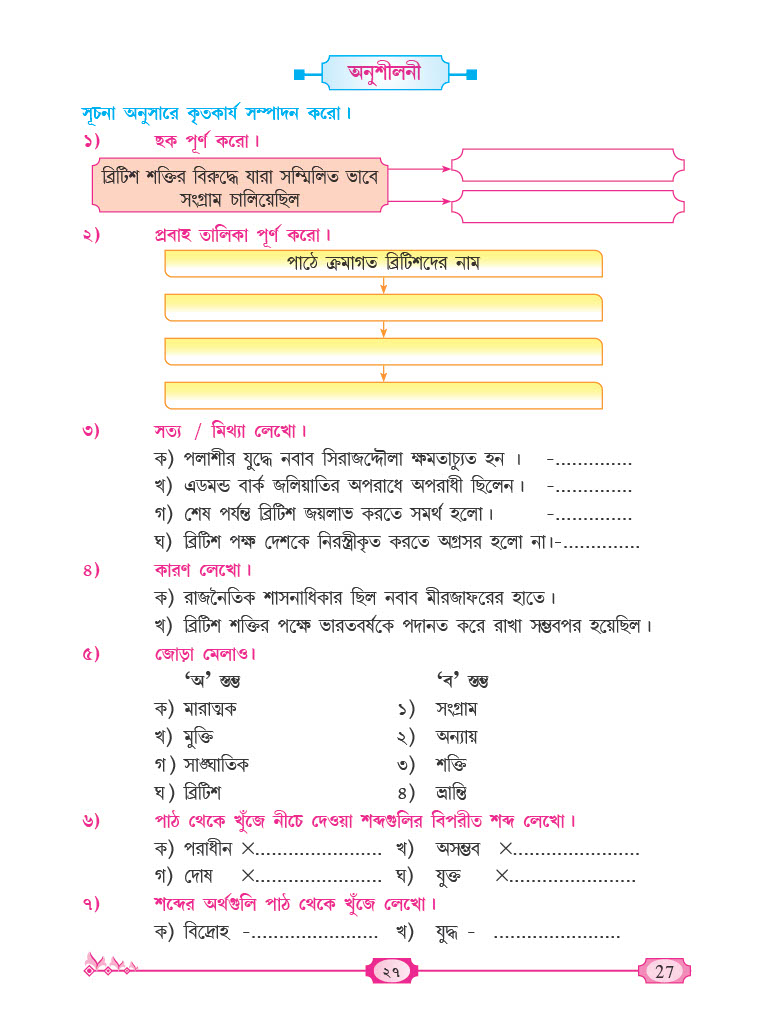 অনুশীলনী
সূচনা অনুসারে কৃতকার্য সম্পাদন করো।
১) ছক পূর্ণ করো।
ব্রিটিশ শক্তির বিরুদ্ধে যারা সম্মিলিত ভাবে
সংগ্রাম চালিয়েছিল
২) প্রবাহ তালিকা পূর্ণ করো।
পাঠে ক্রমাগত ব্রিটিশদের নাম
৩) সত্য / মিথ্যা লেখো।
ক) পলাশীর যুদ্ধে নবাব সিরাজদ্দৌলা ক্ষমতাচ্যুত হন । -..............
খ) এডমন্ড বার্ক জলিয়াতির অপরাধে অপরাধী ছিলেন। -..............
গ) শেষ পর্যন্ত ব্রিটিশ জয়লাভ করতে সমর্থ হলো। -..............
ঘ) ব্রিটিশ পক্ষ দেশকে নিরস্ত্রীকৃত করতে অগ্রসর হলো না।-..............
৪) কারণ লেখো।
ক) রাজনৈতিক শাসনাধিকার ছিল নবাব মীরজাফরের হাতে।
খ) ব্রিটিশ শক্তির পক্ষে ভারতবর্ষকে পদানত করে রাখা সম্ভবপর হয়েছিল।
৫) জোড়া মেলাও।
‘অ’ স্তম্ভ ‘ব’ স্তম্ভ
ক) মারাত্মক ১) সংগ্রাম
খ) মুক্তি ২) অন্যায়
গ) সাঙ্ঘাতিক ৩) শক্তি
ঘ) ব্রিটিশ ৪) ভ্রান্তি
৬) পাঠ থেকে খুঁজে নীচে দেওয়া শব্দগুলির বিপরীত শব্দ লেখো।
ক) পরাধীন ×....................... খ) অসম্ভব ×.......................
গ) দোষ ×....................... ঘ) যুক্ত ×.......................
৭) শব্দের অর্থগুলি পাঠ থেকে খুঁজে লেখো।
ক) বিদ্রোহ -....................... খ) যুদ্ধ - .......................
২৭ 27